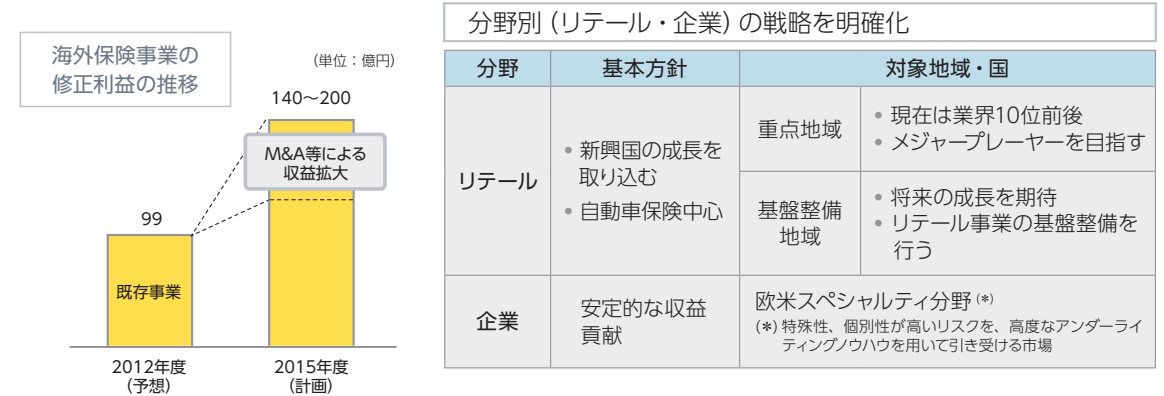 海外保険事業の
修正利益の推移
(単位：億円)
140～200
M&A等による
収益拡大
99
既存事業
2012年度
(予想)
2015年度
(計画)
分野別(リテール・企業)の戦略を明確化
分野
基本方針
対象地域・国
リテール
• 新興国の成長を
取り込む
• 自動車保険中心
重点地域
• 現在は業界10位前後
• メジャープレーヤーを目指す
基盤整備
地域
• 将来の成長を期待
• リテール事業の基盤整備を
行う
企業
安定的な収益
貢献
欧米スペシャルティ分野(*)
(*)特殊性、個別性が高いリスクを、高度なアンダーライ
ティングノウハウを用いて引き受ける市場